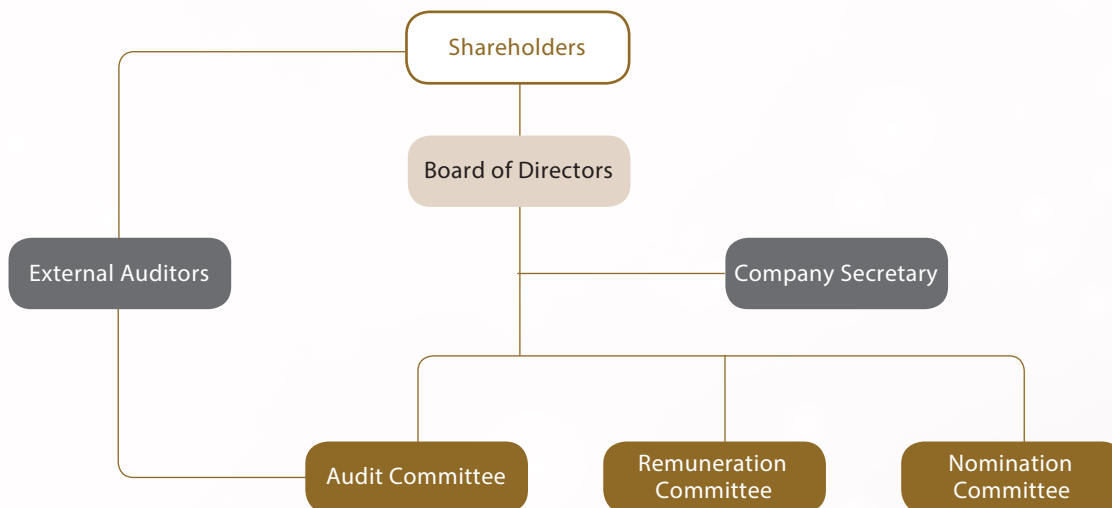 Shareholders
Board of Directors
External Auditors
Company Secretary
Audit Committee
Remuneration
Committee
Nomination
Committee